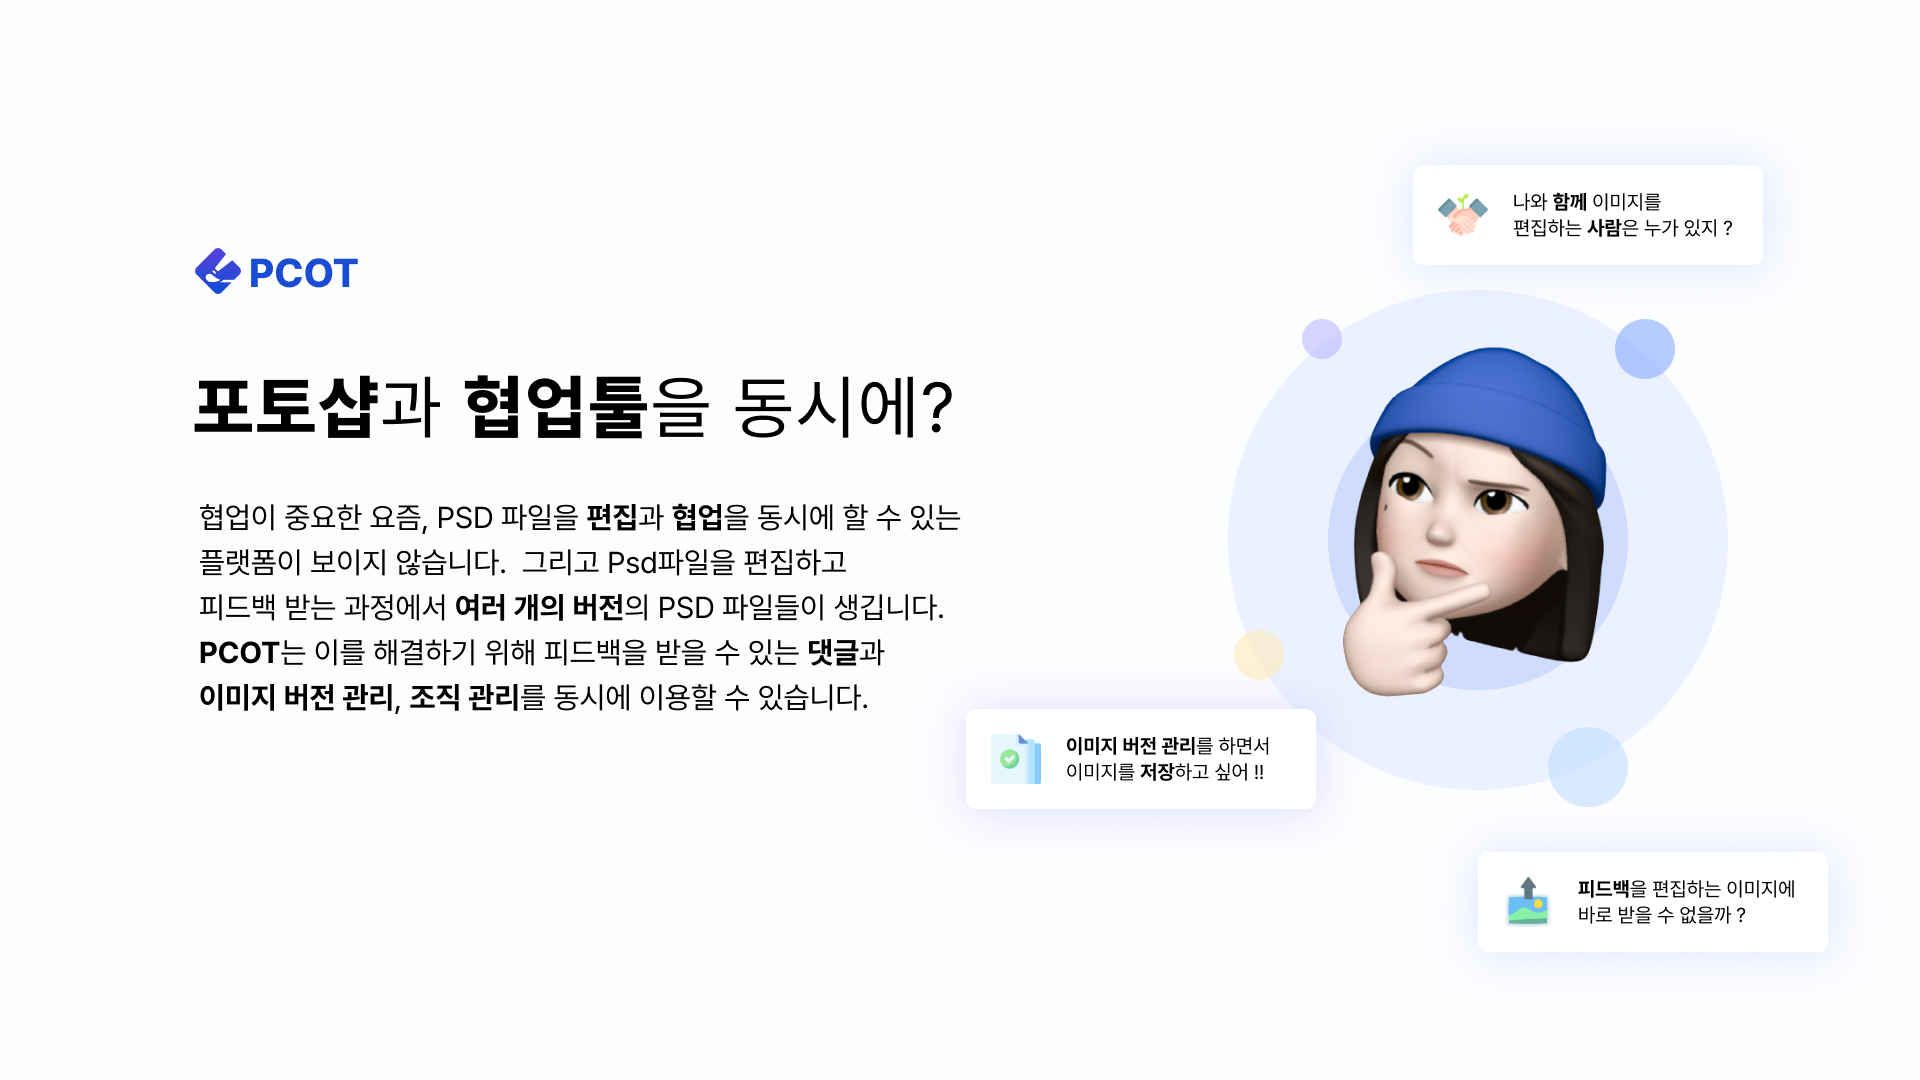 PCOT
포토샵과 협업툴을 동시에?
협업이 중요한 요즘, PSD 파일을 편집과 협업을 동시에 할 수 있는
플랫폼이 보이지 않습니다.  그리고 Psd파일을 편집하고
피드백 받는 과정에서 여러 개의 버전의 PSD 파일들이 생깁니다.
PCOT는 이를 해결하기 위해 피드백을 받을 수 있는 댓글과
이미지 버전 관리, 조직 관리를 동시에 이용할 수 있습니다.
나와 함께 이미지를
편집하는 사람은 누가 있지 ?
이미지 버전 관리를 하면서
이미지를 저장하고 싶어 !!
피드백을 편집하는 이미지에
바로 받을 수 없을까 ?